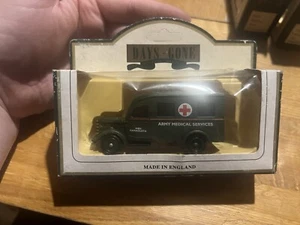 DAYS GONE
ARMY MEDICAL SERVICES
MADE IN ENGLAND